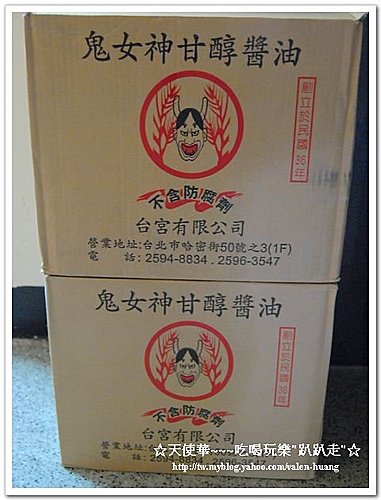 鬼女神甘醇醬油
創立於民國36年
不含防腐劑
台宮有限公司
營業地址:台北市哈密街50號之3(1F)
電 話:2594-8834.2596-3547
鬼女神甘醇醬油
創立於民國36年
不含防腐劑
台宮有限公司
☆天使華~~~吃喝玩樂"趴趴走"☆
http://tw.myblog.yahoo.com/valen-huang